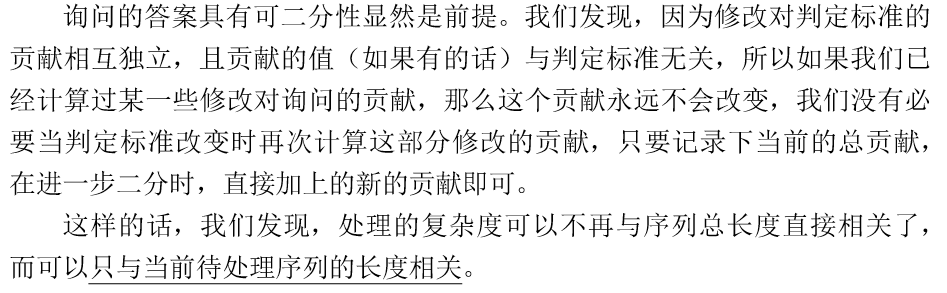 询问的答案具有可二分性显然是前提。我们发现，因为修改对判定标准的
贡献相互独立，且贡献的值（如果有的话）与判定标准无关，所以如果我们已
经计算过某一些修改对询问的贡献，那么这个贡献永远不会改变，我们没有必
要当判定标准改变时再次计算这部分修改的贡献，只要记录下当前的总贡献，
在进一步二分时，直接加上的新的贡献即可。
这样的话，我们发现，处理的复杂度可以不再与序列总长度直接相关了，
而可以只与当前待处理序列的长度相关。